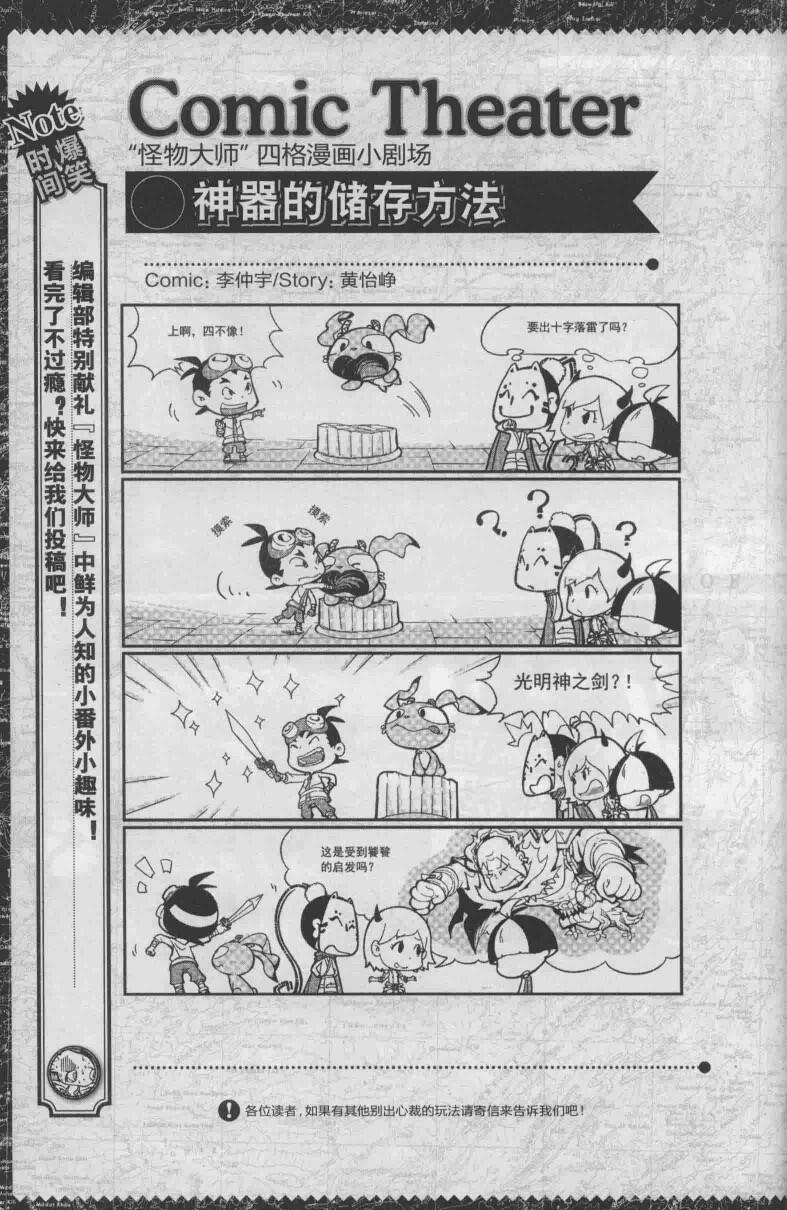 Comic Theater
“怪物大师”四格漫画小剧场
神器的储存方法
Comic：李仲宇/Story：黄怡峥
Note
爆笑
时间
编辑部特别献礼『怪物大师』中鲜为人知的小番外小趣味！
看完了不过瘾？快来给我们投稿吧！
上啊，四不像！
要出十字落雷了吗？
摸索
摸索
? ? ?
光明神之剑？！
这是受到饕餮
的启发吗？
! 各位读者，如果有其他别出心裁的玩法请寄信来告诉我们吧！